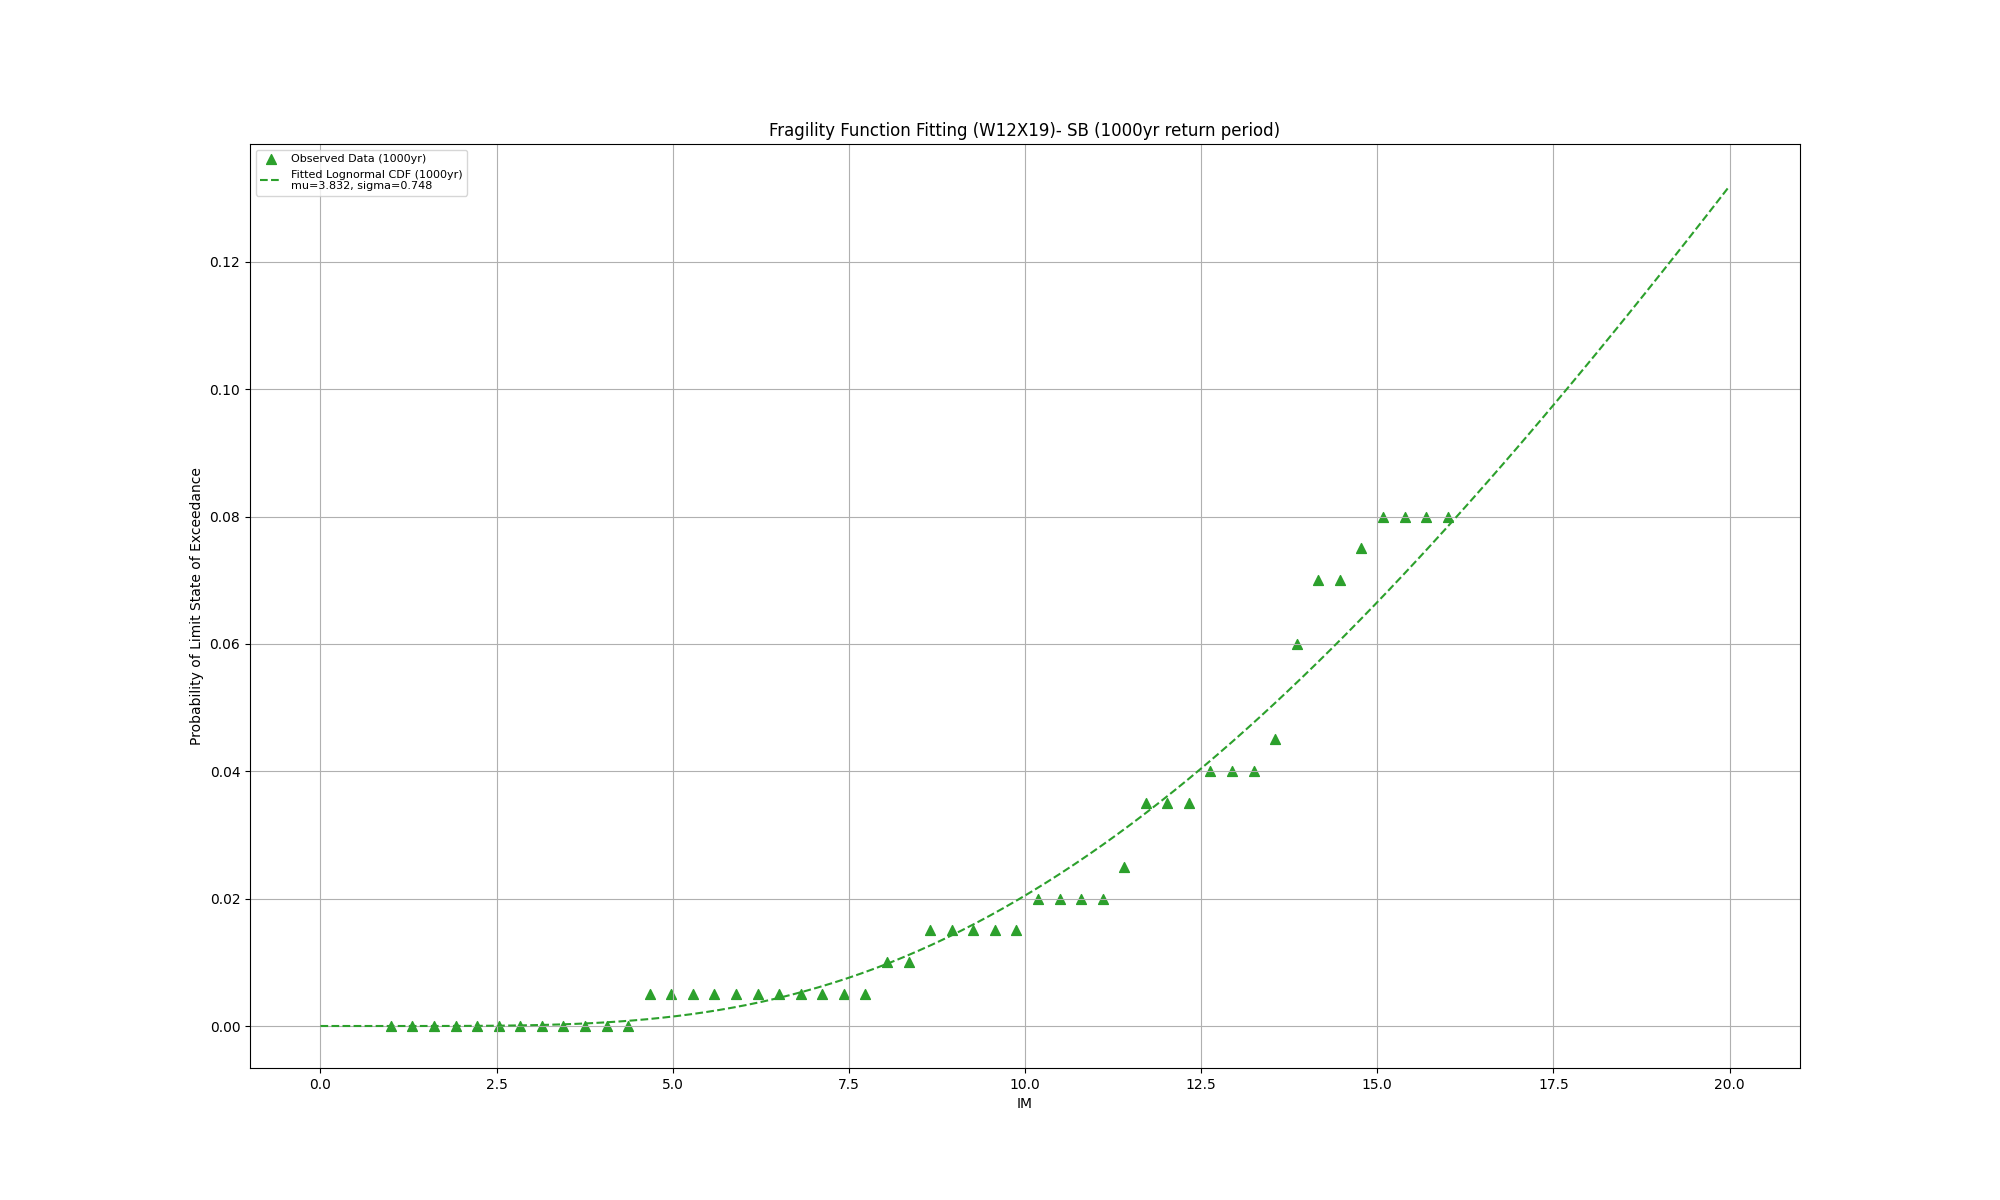 Fragility Function Fitting (W12X19)- SB (1000yr return period)
Observed Data (1000yr)
Fitted Lognormal CDF (1000yr)
mu=3.832, sigma=0.748
Probability of Limit State of Exceedance
0.12
0.10
0.08
0.06
0.04
0.02
0.00
0.0 2.5 5.0 7.5 10.0 12.5 15.0 17.5 20.0
IM